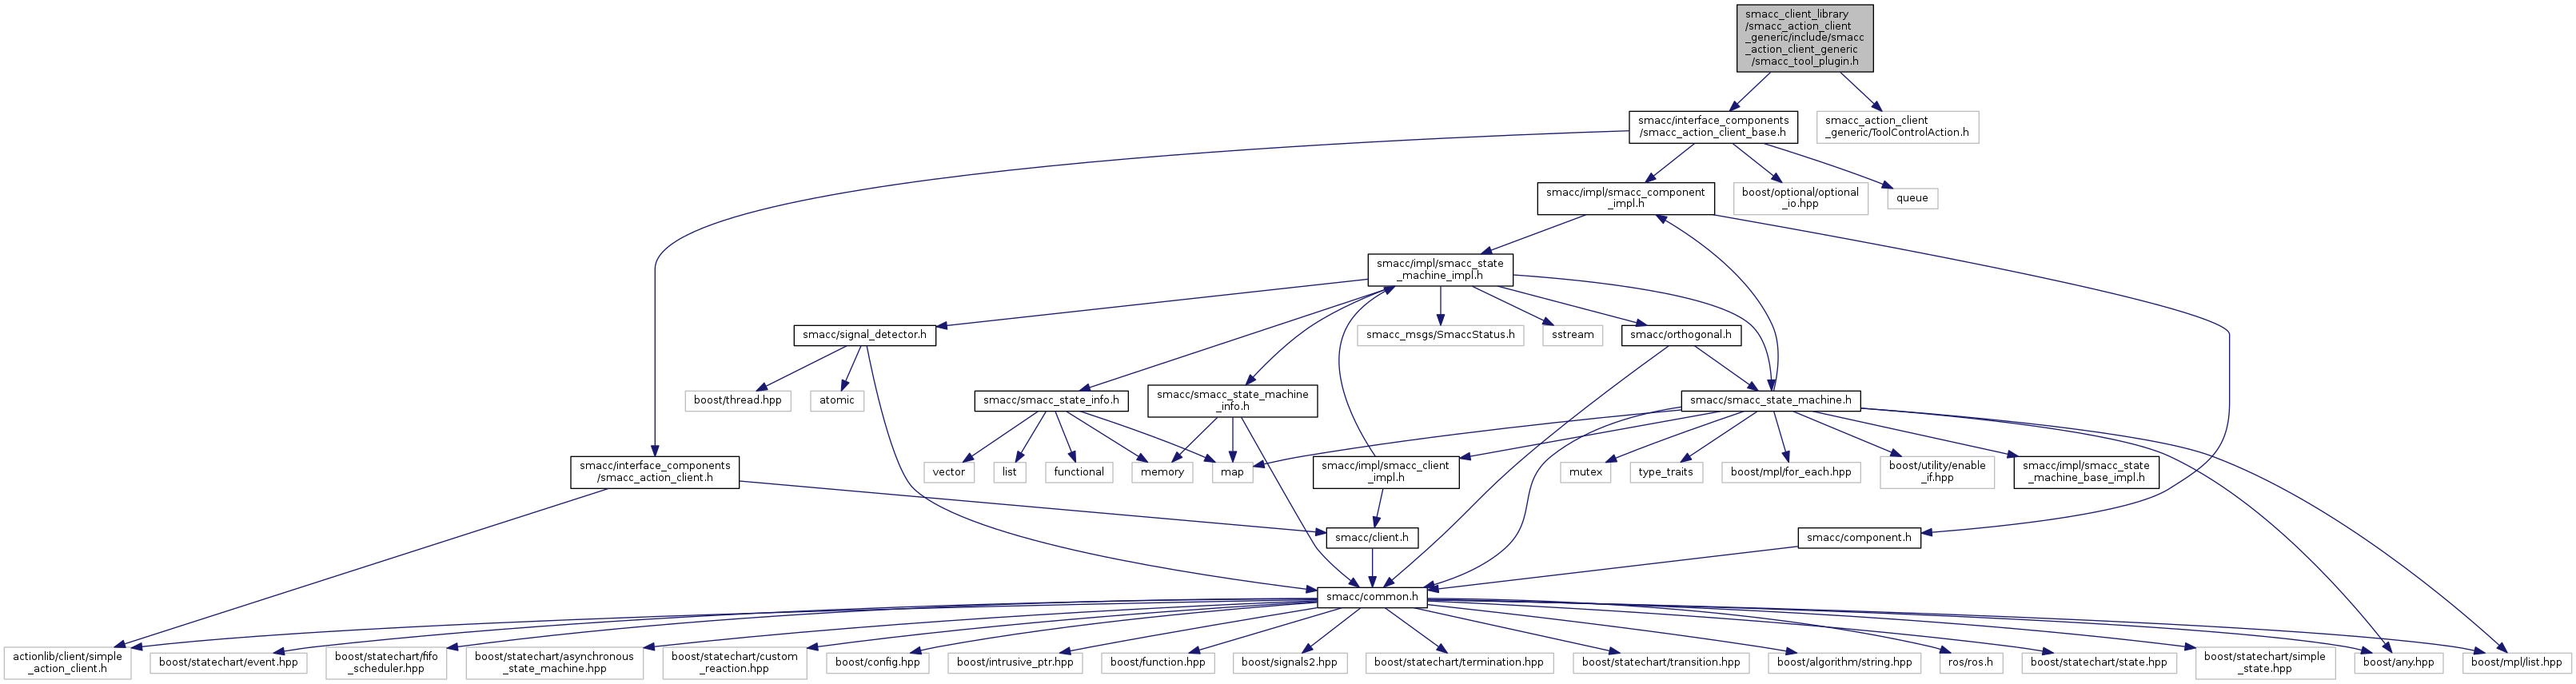 smacc_client_library
/smacc_action_client
_generic/include/smacc
_action_client_generic
/smacc_tool_plugin.h
smacc/interface_components
/smacc_action_client_base.h
smacc_action_client
_generic/ToolControlAction.h
smacc/impl/smacc_component
_impl.h
boost/optional/optional
_io.hpp
queue
smacc/impl/smacc_state
_machine_impl.h
smacc/signal_detector.h
smacc_msgs/SmaccStatus.h
sstream
smacc/orthogonal.h
boost/thread.hpp
atomic
smacc/smacc_state_info.h
smacc/smacc_state_machine
_info.h
smacc/smacc_state_machine.h
smacc/interface_components
/smacc_action_client.h
vector
list
functional
memory
map
smacc/impl/smacc_client
_impl.h
mutex
type_traits
boost/mpl/for_each.hpp
boost/utility/enable
_if.hpp
smacc/impl/smacc_state
_machine_base_impl.h
smacc/client.h
smacc/component.h
smacc/common.h
actionlib/client/simple
_action_client.h
boost/statechart/event.hpp
boost/statechart/fifo
_scheduler.hpp
boost/statechart/asynchronous
_state_machine.hpp
boost/statechart/custom
_reaction.hpp
boost/config.hpp
boost/intrusive_ptr.hpp
boost/function.hpp
boost/signals2.hpp
boost/statechart/termination.hpp
boost/statechart/transition.hpp
boost/algorithm/string.hpp
ros/ros.h
boost/statechart/state.hpp
boost/statechart/simple
_state.hpp
boost/any.hpp
boost/mpl/list.hpp